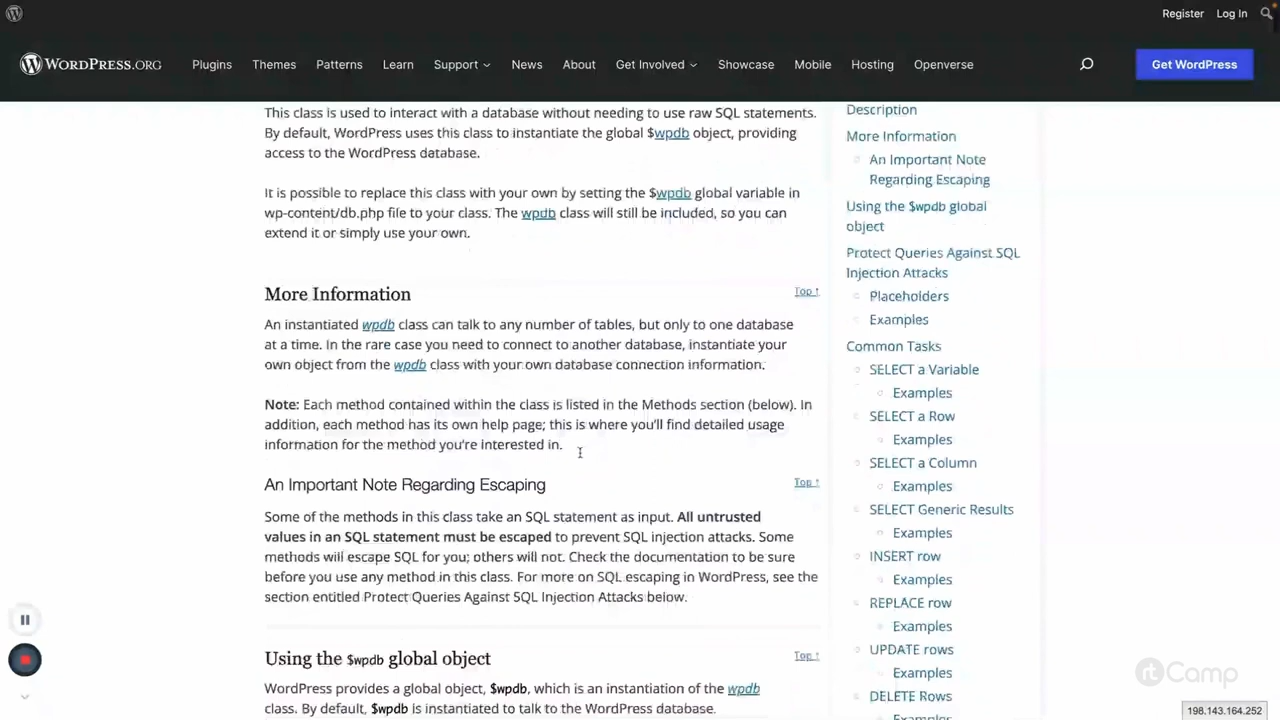 Register Log In
WORDPRESS.ORG Plugins Themes Patterns Learn Support News About Get Involved Showcase Mobile Hosting Openverse Get WordPress
This class is used to interact with a database without needing to use raw SQL statements.
By default, WordPress uses this class to instantiate the global $wpdb object, providing
access to the WordPress database.
It is possible to replace this class with your own by setting the $wpdb global variable in
wp-content/db.php file to your class. The wpdb class will still be included, so you can
extend it or simply use your own.
More Information Top ↑
An instantiated wpdb class can talk to any number of tables, but only to one database
at a time. In the rare case you need to connect to another database, instantiate your
own object from the wpdb class with your own database connection information.
Note: Each method contained within the class is listed in the Methods section (below). In
addition, each method has its own help page; this is where you'll find detailed usage
information for the method you're interested in.
An Important Note Regarding Escaping Top ↑
Some of the methods in this class take an SQL statement as input. All untrusted
values in an SQL statement must be escaped to prevent SQL injection attacks. Some
methods will escape SQL for you; others will not. Check the documentation to be sure
before you use any method in this class. For more on SQL escaping in WordPress, see the
section entitled Protect Queries Against SQL Injection Attacks below.
Using the $wpdb global object Top ↑
WordPress provides a global object, $wpdb, which is an instantiation of the wpdb
class. By default, $wpdb is instantiated to talk to the WordPress database.
Description
More Information
An Important Note
Regarding Escaping
Using the $wpdb global
object
Protect Queries Against SQL
Injection Attacks
Placeholders
Examples
Common Tasks
SELECT a Variable
Examples
SELECT a Row
Examples
SELECT a Column
Examples
SELECT Generic Results
Examples
INSERT row
Examples
REPLACE row
Examples
UPDATE rows
Examples
DELETE Rows
Examples
rtCamp
198.143.164.252